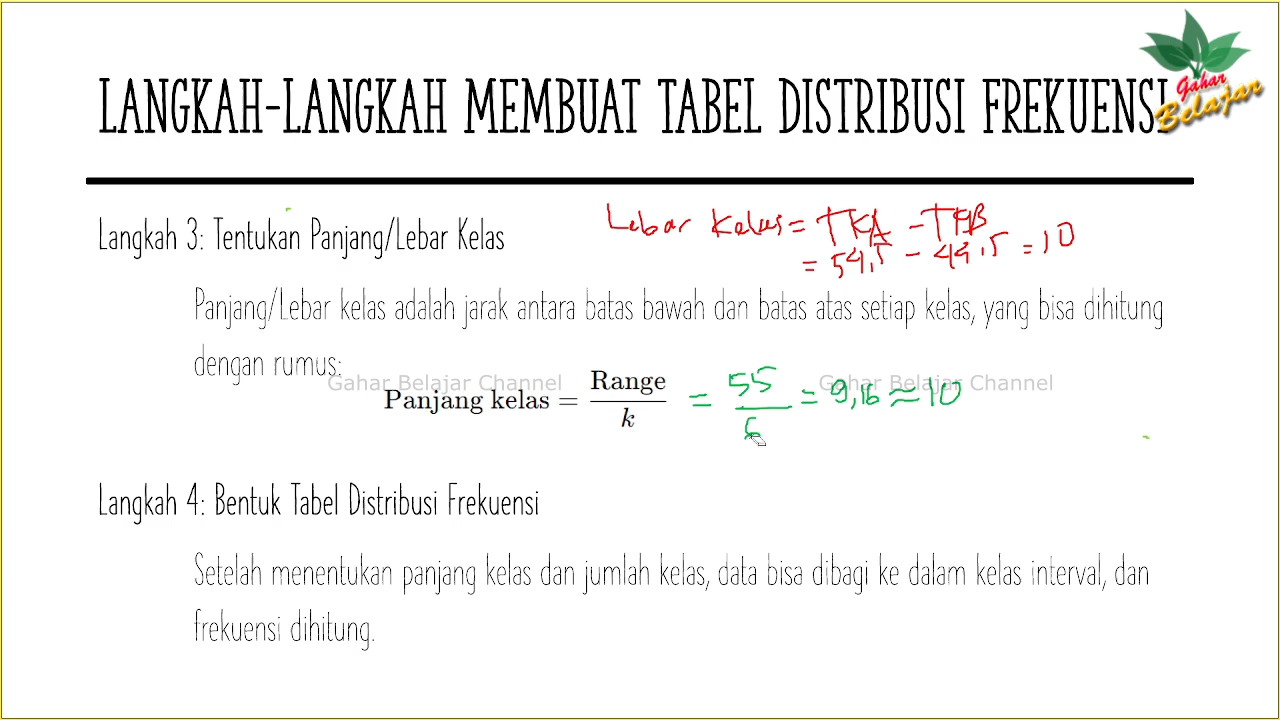 LANGKAH-LANGKAH MEMBUAT TABEL DISTRIBUSI FREKUENSI
Gahar
Belajar
Langkah 3: Tentukan Panjang/Lebar Kelas
Lebar Kelas = TKA - TKB
= 54,5 - 44,5 = 10
Panjang/Lebar kelas adalah jarak antara batas bawah dan batas atas setiap kelas, yang bisa dihitung
dengan rumus:
Gahar Belajar Channel
Gahar Belajar Channel
Panjang kelas = Range / k = 55 / 6 = 9,16 ≈ 10
Langkah 4: Bentuk Tabel Distribusi Frekuensi
Setelah menentukan panjang kelas dan jumlah kelas, data bisa dibagi ke dalam kelas interval, dan
frekuensi dihitung.